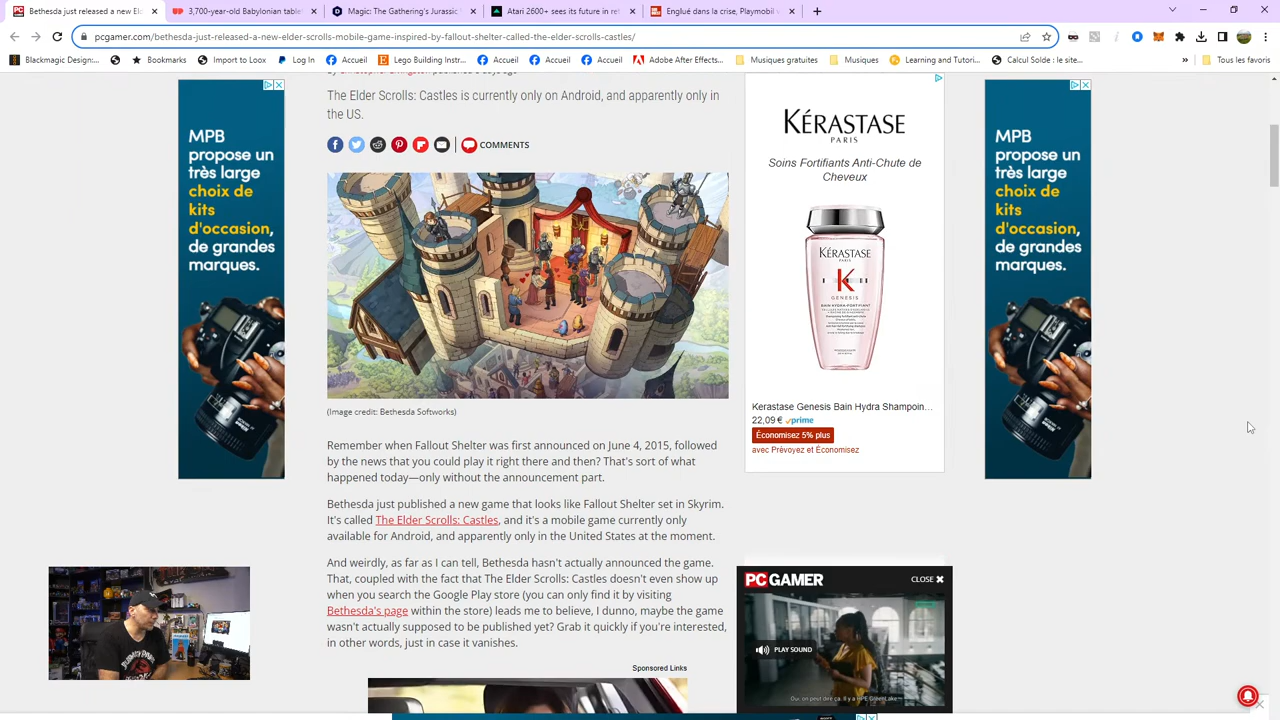 Bethesda just released a new El
3,700-year-old Babylonian table
Magic: The Gathering's Jurassic
Atari 2600+ sees its future in ret
Englué dans la crise, Playmobil v
pcgamer.com/bethesda-just-released-a-new-elder-scrolls-mobile-game-inspired-by-fallout-shelter-called-the-elder-scrolls-castles/
Blackmagic Design:...
Bookmarks
Import to Loox
Log In
Accueil
Lego Building Instr...
Accueil
Accueil
Accueil
Adobe After Effects...
Musiques gratuites
Musiques
Learning and Tutori...
Calcul Solde : le site...
»
Tous les favoris
The Elder Scrolls: Castles is currently only on Android, and apparently only in
the US.
COMMENTS
MPB
propose un
très large
choix de
kits
d'occasion,
de grandes
marques.
KÉRASTASE
PARIS
Soins Fortifiants Anti-Chute de
Cheveux
KÉRASTASE
PARIS
K
GENESIS
BAIN HYDRA-FORTIFIANT
Kerastase Genesis Bain Hydra Shampoin...
22,09 € prime
Économisez 5% plus
avec Prévoyez et Économisez
MPB
propose un
très large
choix de
kits
d'occasion,
de grandes
marques.
(Image credit: Bethesda Softworks)
Remember when Fallout Shelter was first announced on June 4, 2015, followed
by the news that you could play it right there and then? That's sort of what
happened today—only without the announcement part.
Bethesda just published a new game that looks like Fallout Shelter set in Skyrim.
It's called The Elder Scrolls: Castles, and it's a mobile game currently only
available for Android, and apparently only in the United States at the moment.
And weirdly, as far as I can tell, Bethesda hasn't actually announced the game.
That, coupled with the fact that The Elder Scrolls: Castles doesn't even show up
when you search the Google Play store (you can only find it by visiting
Bethesda's page within the store) leads me to believe, I dunno, maybe the game
wasn't actually supposed to be published yet? Grab it quickly if you're interested,
in other words, just in case it vanishes.
Sponsored Links
PC GAMER
CLOSE ✖
PLAY SOUND
Oui, on peut dire ça. Il y a HPE GreenLake